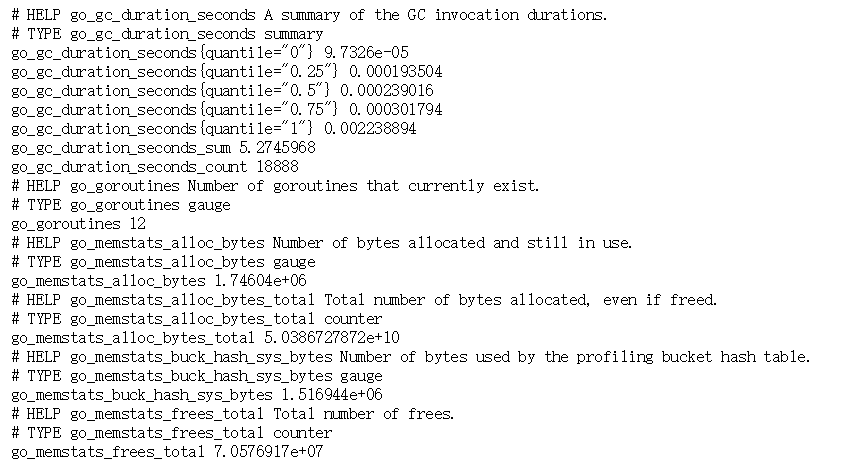 # HELP go_gc_duration_seconds A summary of the GC invocation durations.
# TYPE go_gc_duration_seconds summary
go_gc_duration_seconds{quantile="0"} 9.7326e-05
go_gc_duration_seconds{quantile="0.25"} 0.000193504
go_gc_duration_seconds{quantile="0.5"} 0.000239016
go_gc_duration_seconds{quantile="0.75"} 0.000301794
go_gc_duration_seconds{quantile="1"} 0.002238894
go_gc_duration_seconds_sum 5.2745968
go_gc_duration_seconds_count 18888
# HELP go_goroutines Number of goroutines that currently exist.
# TYPE go_goroutines gauge
go_goroutines 12
# HELP go_memstats_alloc_bytes Number of bytes allocated and still in use.
# TYPE go_memstats_alloc_bytes gauge
go_memstats_alloc_bytes 1.74604e+06
# HELP go_memstats_alloc_bytes_total Total number of bytes allocated, even if freed.
# TYPE go_memstats_alloc_bytes_total counter
go_memstats_alloc_bytes_total 5.0386727872e+10
# HELP go_memstats_buck_hash_sys_bytes Number of bytes used by the profiling bucket hash table.
# TYPE go_memstats_buck_hash_sys_bytes gauge
go_memstats_buck_hash_sys_bytes 1.516944e+06
# HELP go_memstats_frees_total Total number of frees.
# TYPE go_memstats_frees_total counter
go_memstats_frees_total 7.0576917e+07